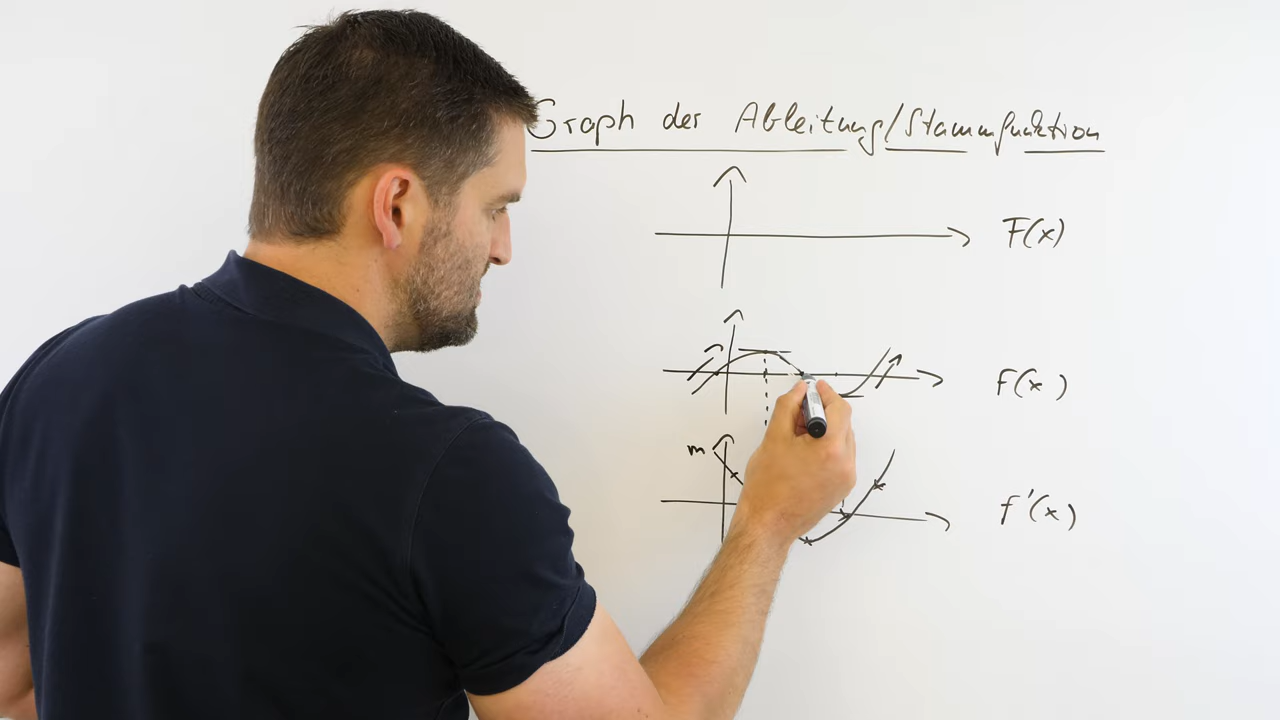 Graph der Ableitung/Stammfunktion
F(x)
f(x)
m
f'(x)